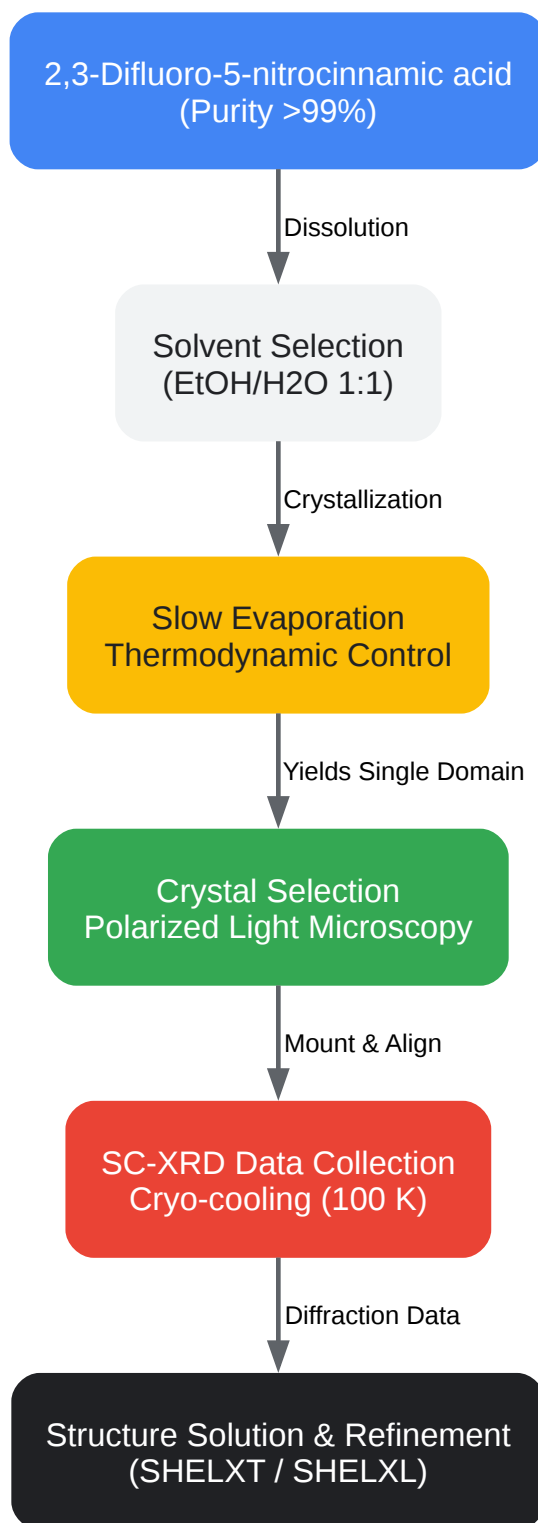 2,3-Difluoro-5-nitrocinnamic acid
(Purity >99%)
Dissolution
Solvent Selection
(EtOH/H2O 1:1)
Crystallization
Slow Evaporation
Thermodynamic Control
Yields Single Domain
Crystal Selection
Polarized Light Microscopy
Mount & Align
SC-XRD Data Collection
Cryo-cooling (100 K)
Diffraction Data
Structure Solution & Refinement
(SHELXT / SHELXL)